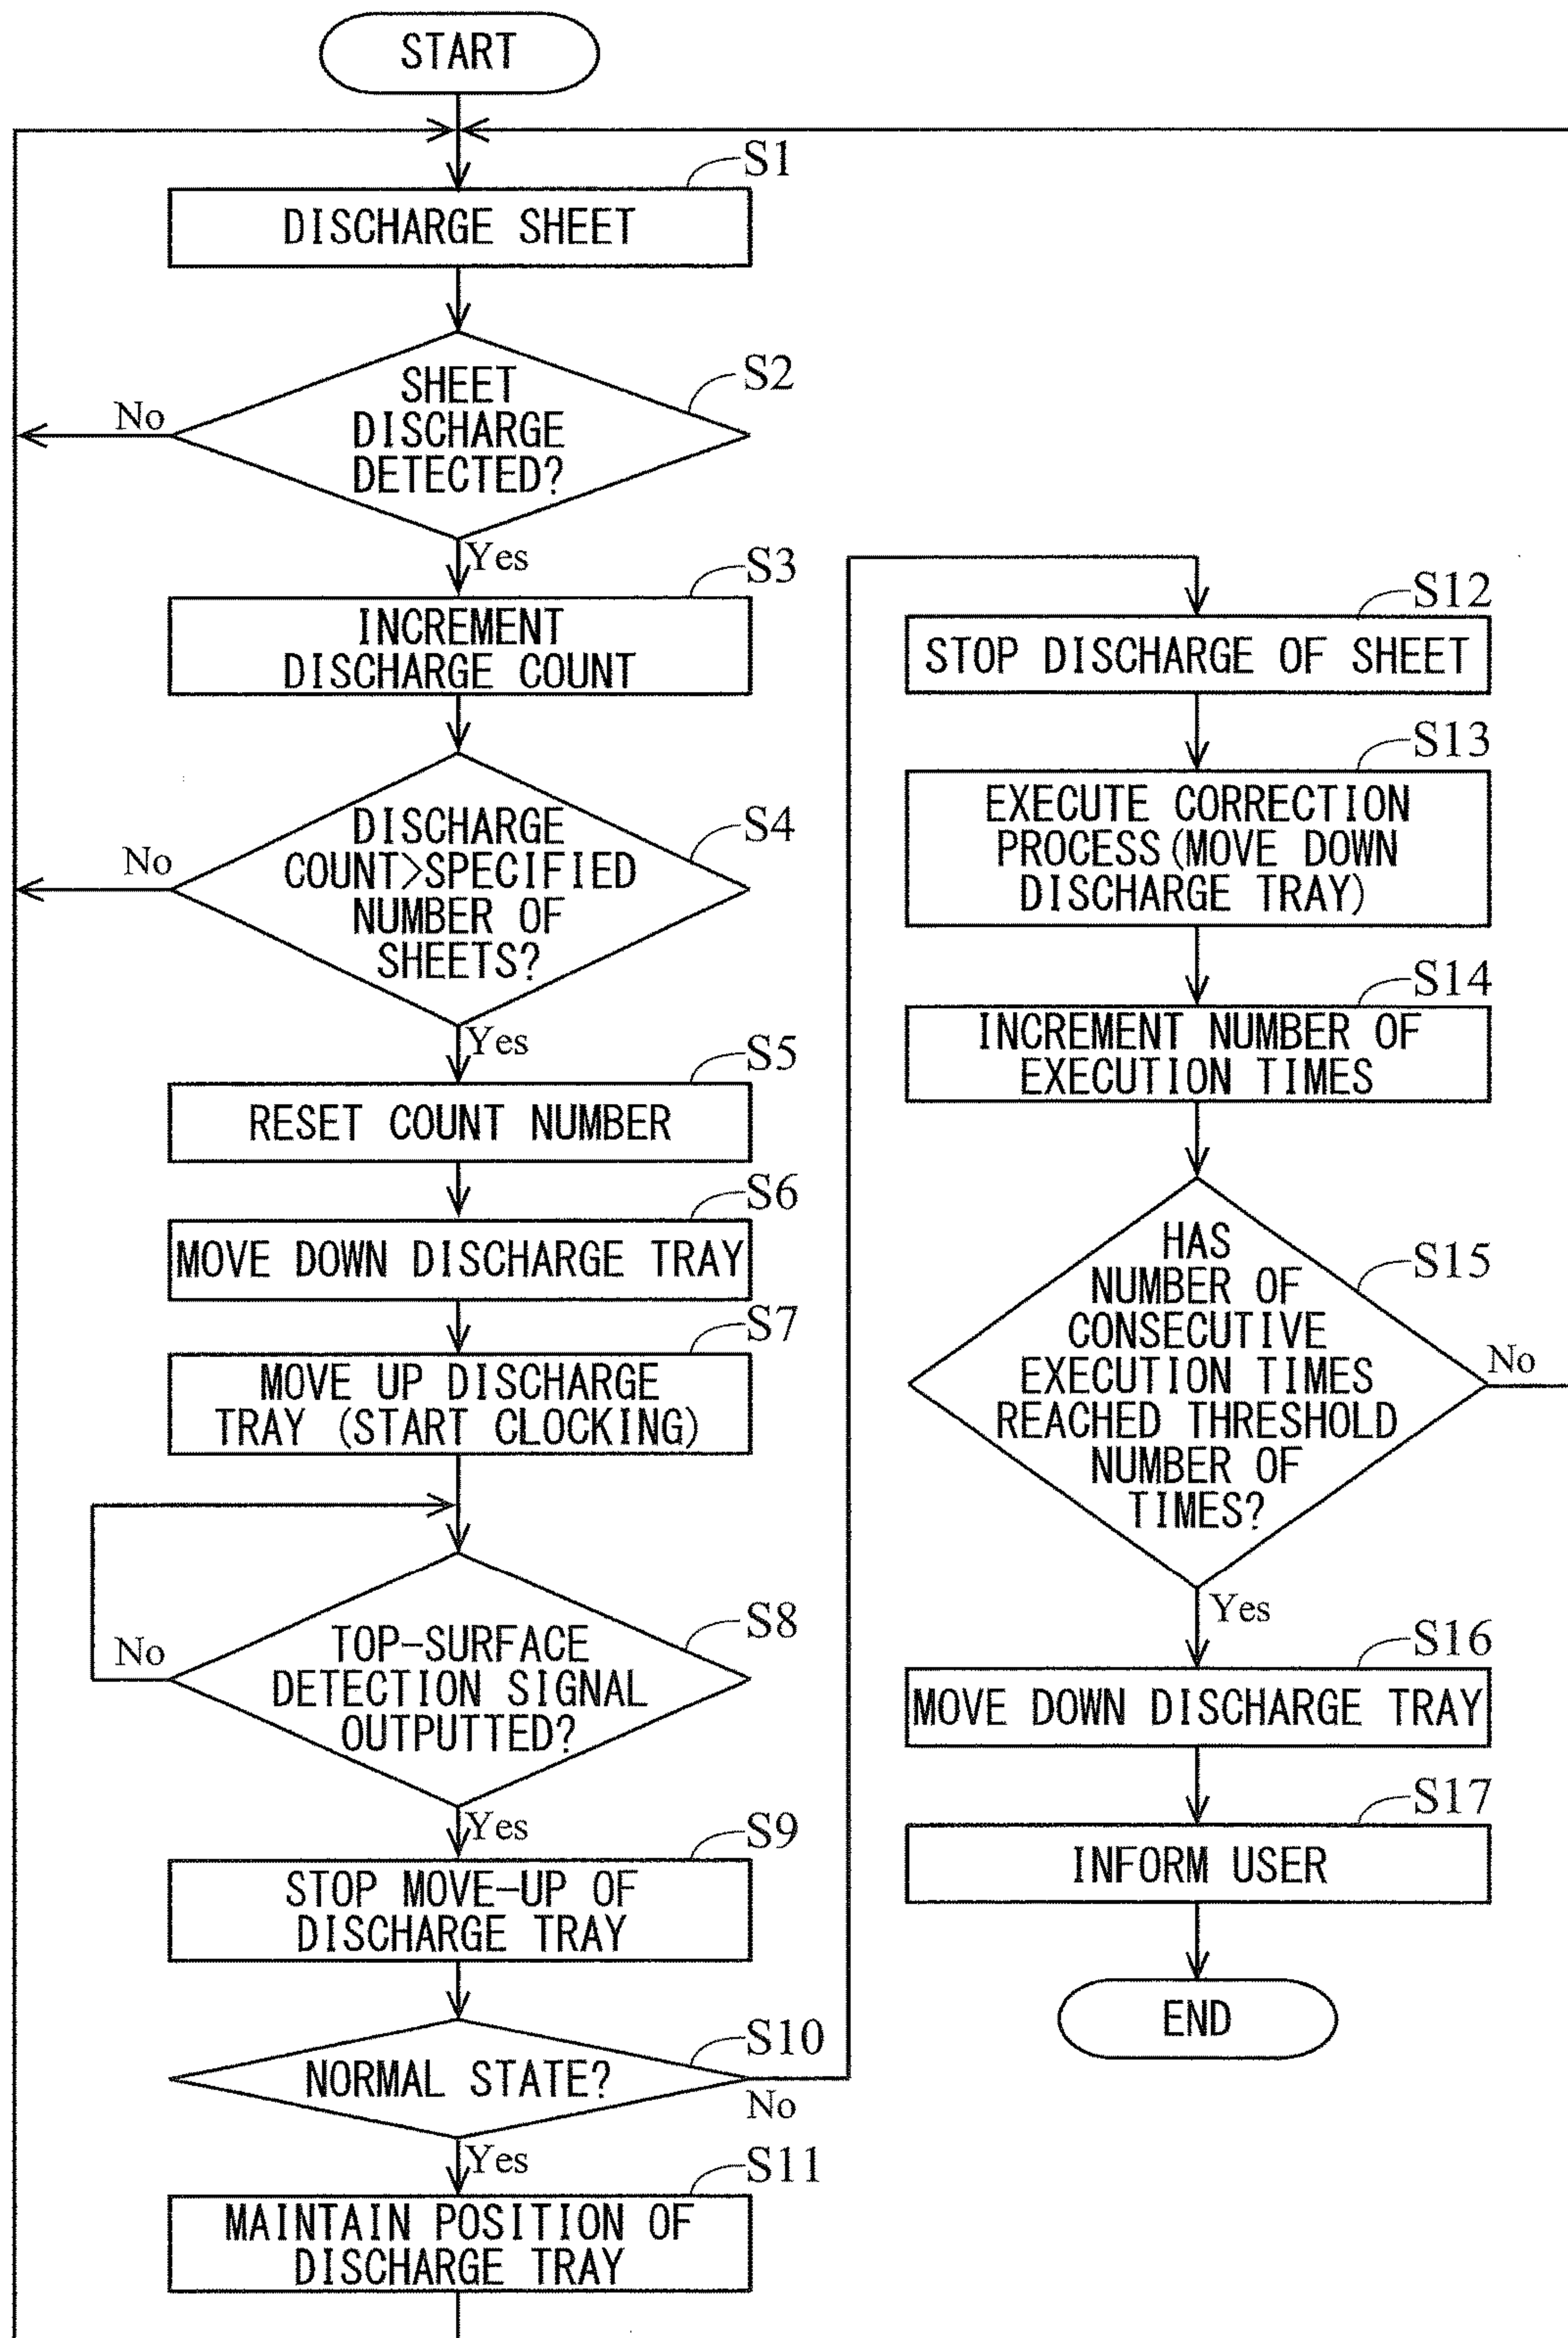 START
S1
DISCHARGE SHEET
S2
SHEET
DISCHARGE
DETECTED?
No
Yes
S3
INCREMENT
DISCHARGE COUNT
S4
DISCHARGE
COUNT>SPECIFIED
NUMBER OF
SHEETS?
No
Yes
S5
RESET COUNT NUMBER
S6
MOVE DOWN DISCHARGE TRAY
S7
MOVE UP DISCHARGE
TRAY (START CLOCKING)
S8
TOP-SURFACE
DETECTION SIGNAL
OUTPUTTED?
No
Yes
S9
STOP MOVE-UP OF
DISCHARGE TRAY
S10
NORMAL STATE?
No
Yes
S11
MAINTAIN POSITION OF
DISCHARGE TRAY
S12
STOP DISCHARGE OF SHEET
S13
EXECUTE CORRECTION
PROCESS(MOVE DOWN
DISCHARGE TRAY)
S14
INCREMENT NUMBER OF
EXECUTION TIMES
S15
HAS
NUMBER OF
CONSECUTIVE
EXECUTION TIMES
REACHED THRESHOLD
NUMBER OF
TIMES?
No
Yes
S16
MOVE DOWN DISCHARGE TRAY
S17
INFORM USER
END